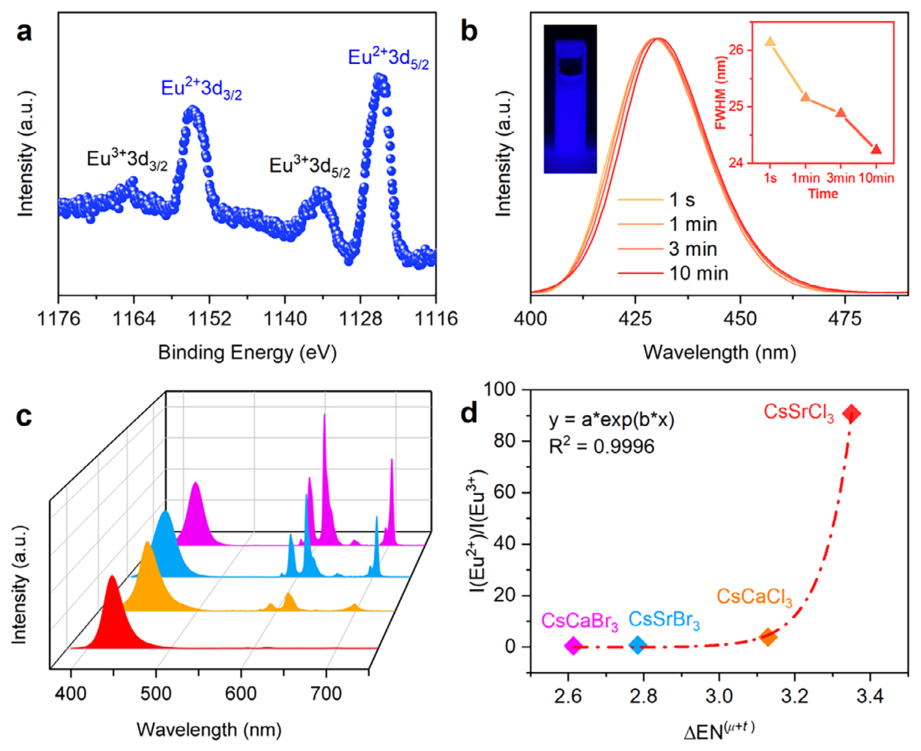 a
Eu²⁺3d₅/₂
Eu²⁺3d₃/₂
Eu³⁺3d₃/₂
Eu³⁺3d₅/₂
Intensity (a.u.)
1176 1164 1152 1140 1128 1116
Binding Energy (eV)
b
Intensity (a.u.)
26
25
24
FWHM (nm)
1s 1min 3min 10min
Time
1 s
1 min
3 min
10 min
400 425 450 475
Wavelength (nm)
c
Intensity (a.u.)
400 500 600 700
Wavelength (nm)
d
y = a*exp(b*x)
R² = 0.9996
CsSrCl₃
CsCaCl₃
CsCaBr₃ CsSrBr₃
I(Eu²⁺)/I(Eu³⁺)
100
80
60
40
20
0
2.6 2.8 3.0 3.2 3.4
ΔEN⁽ᵘ⁺ᵗ⁾